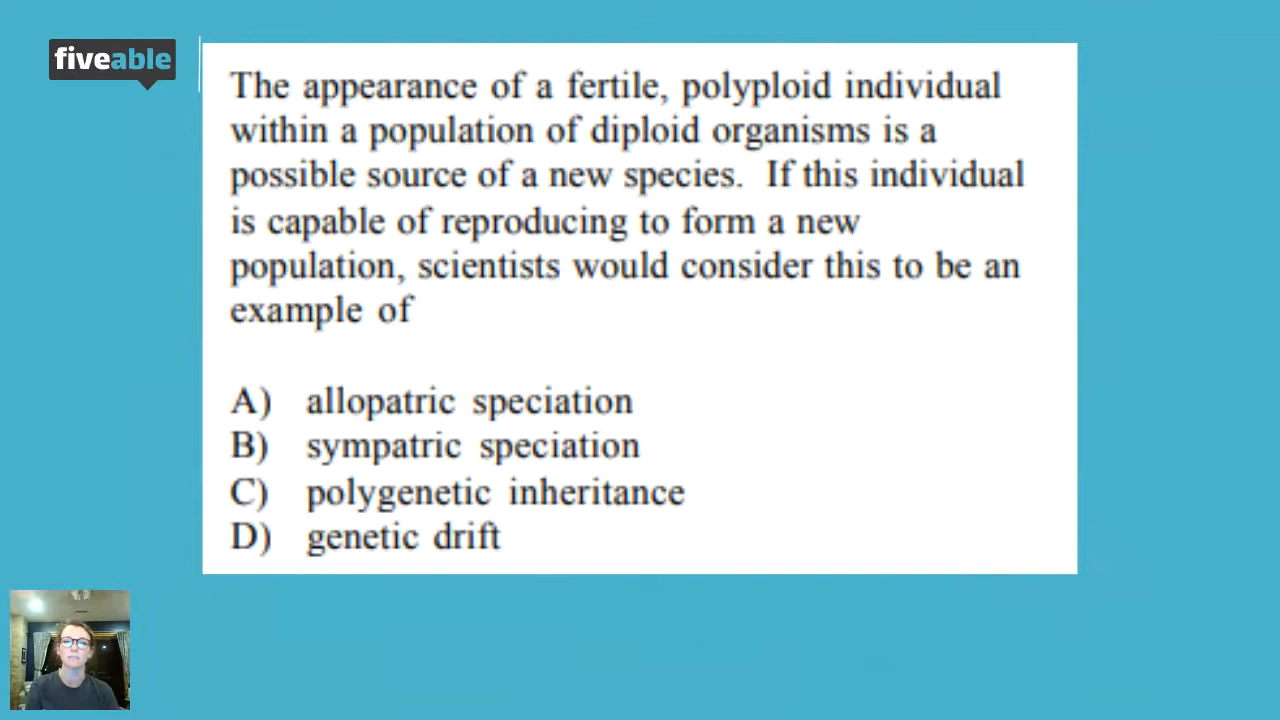 fiveable
The appearance of a fertile, polyploid individual
within a population of diploid organisms is a
possible source of a new species. If this individual
is capable of reproducing to form a new
population, scientists would consider this to be an
example of
A) allopatric speciation
B) sympatric speciation
C) polygenetic inheritance
D) genetic drift